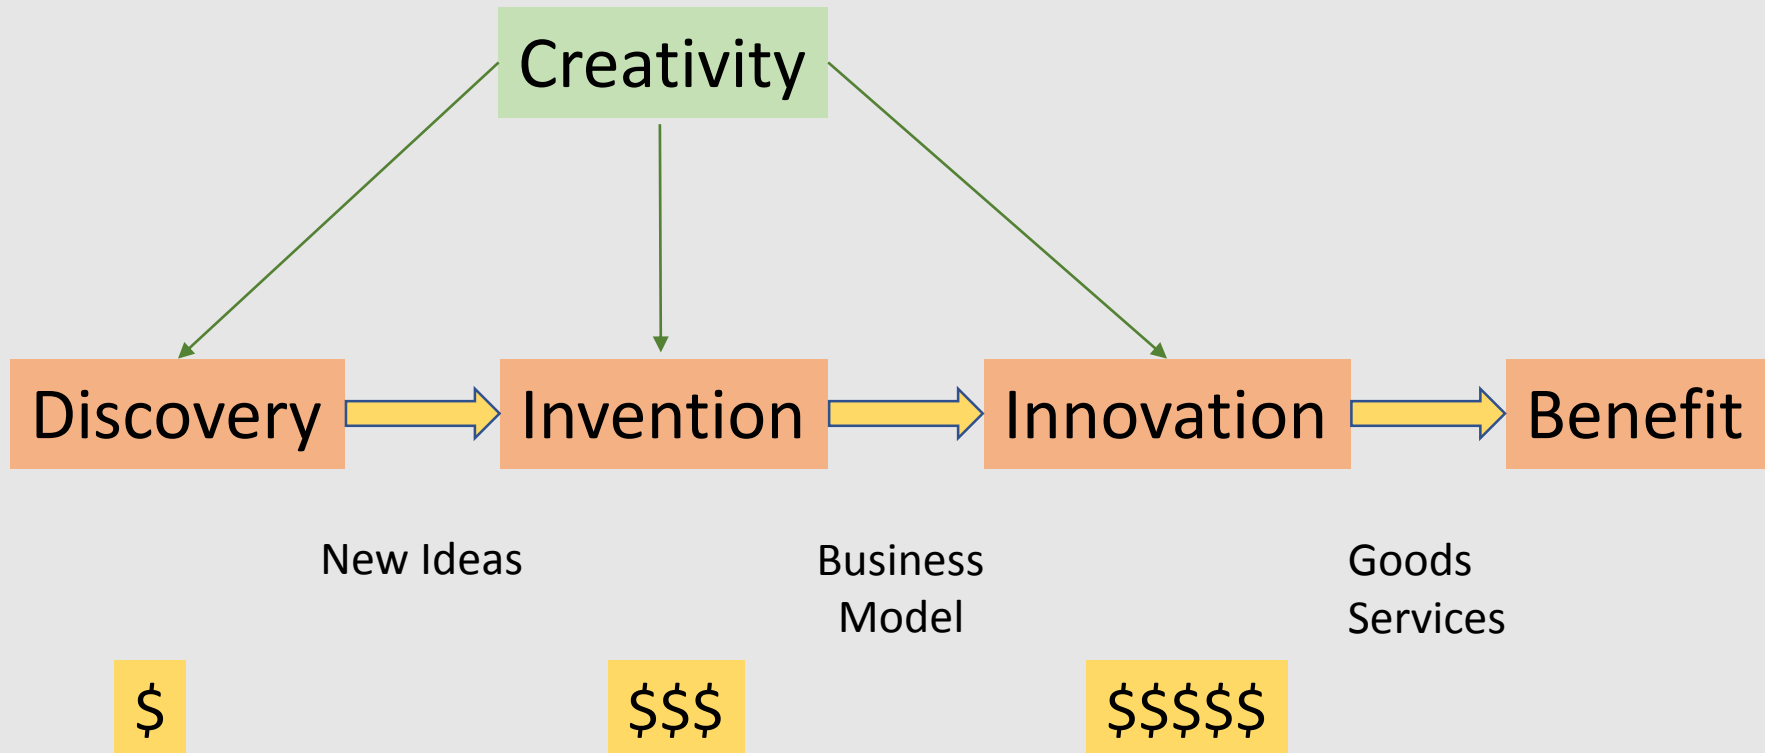 Creativity
Discovery
Invention
Innovation
Benefit
New Ideas
Business
Model
Goods
Services
$
$$$
$$$$$